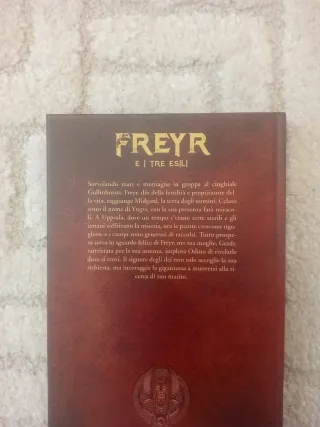 FREYR
E I TRE ESILI
Sorvolando mari e montagne in groppa al cinghiale
Gullinbursti, Freyr, dio della fertilità e propiziatore del-
la vita, raggiunge Midgard, la terra degli uomini. Celato
sotto il nome di Yngvi, con la sua presenza farà miraco-
li. A Uppsala, dove un tempo c'erano terre sterili e gli
umani soffrivano la miseria, ora le piante crescono rigo-
gliose e i campi sono generosi di raccolti. Tutto prospe-
ra sotto lo sguardo felice di Freyr, ma sua moglie, Gerdr,
rattristata per la sua assenza, implora Odino di rivelarle
dove si trovi. Il signore degli dei non solo accoglie la sua
richiesta, ma incoraggia la gigantessa a muoversi alla ri-
cerca di suo marito.